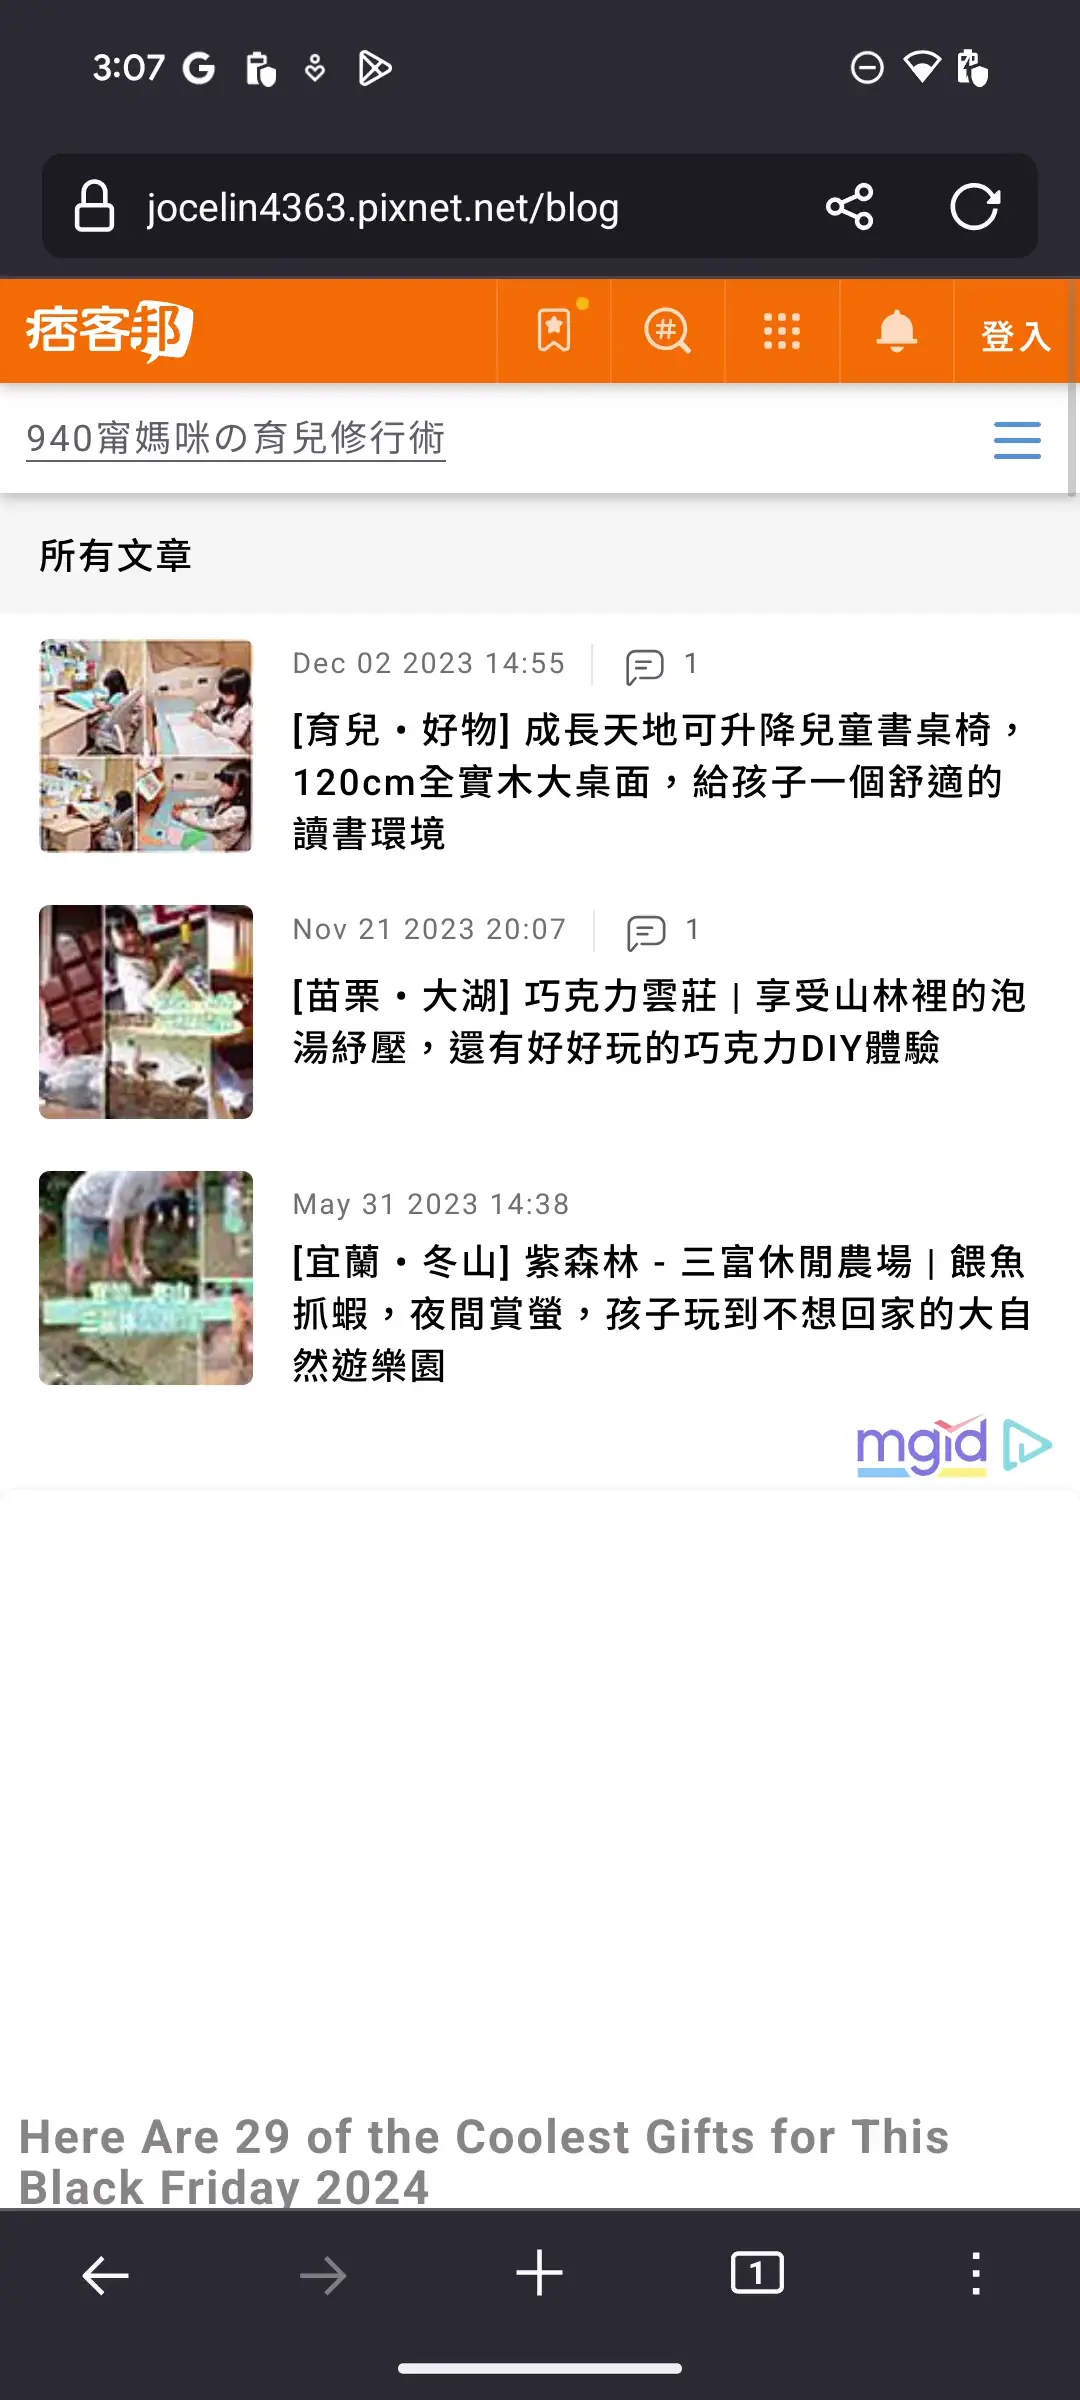 3:07
jocelin4363.pixnet.net/blog
痞客邦
登入
940甯媽咪の育兒修行術
所有文章
Dec 02 2023 14:55 1
[育兒・好物] 成長天地可升降兒童書桌椅，
120cm全實木大桌面，給孩子一個舒適的
讀書環境
Nov 21 2023 20:07 1
[苗栗・大湖] 巧克力雲莊 | 享受山林裡的泡
湯紓壓，還有好好玩的巧克力DIY體驗
May 31 2023 14:38
[宜蘭・冬山] 紫森林 - 三富休閒農場 | 餵魚
抓蝦，夜間賞螢，孩子玩到不想回家的大自
然遊樂園
mgid
Here Are 29 of the Coolest Gifts for This
Black Friday 2024
1